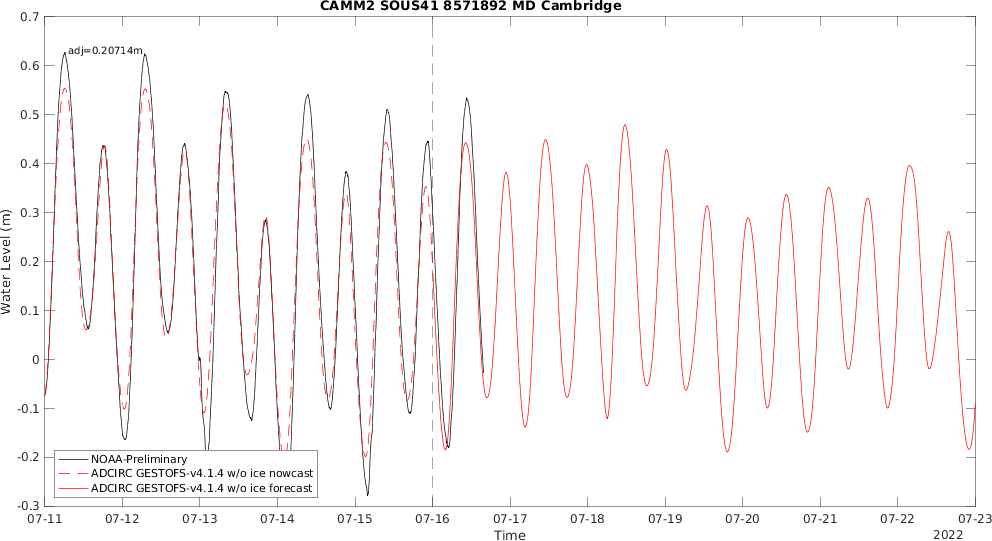 CAMM2 SOUS41 8571892 MD Cambridge
adj=0.20714m
Water Level (m)
0.7
0.6
0.5
0.4
0.3
0.2
0.1
0
-0.1
-0.2
-0.3
NOAA-Preliminary
ADCIRC GESTOFS-v4.1.4 w/o ice nowcast
ADCIRC GESTOFS-v4.1.4 w/o ice forecast
07-11 07-12 07-13 07-14 07-15 07-16 07-17 07-18 07-19 07-20 07-21 07-22 07-23
Time
2022